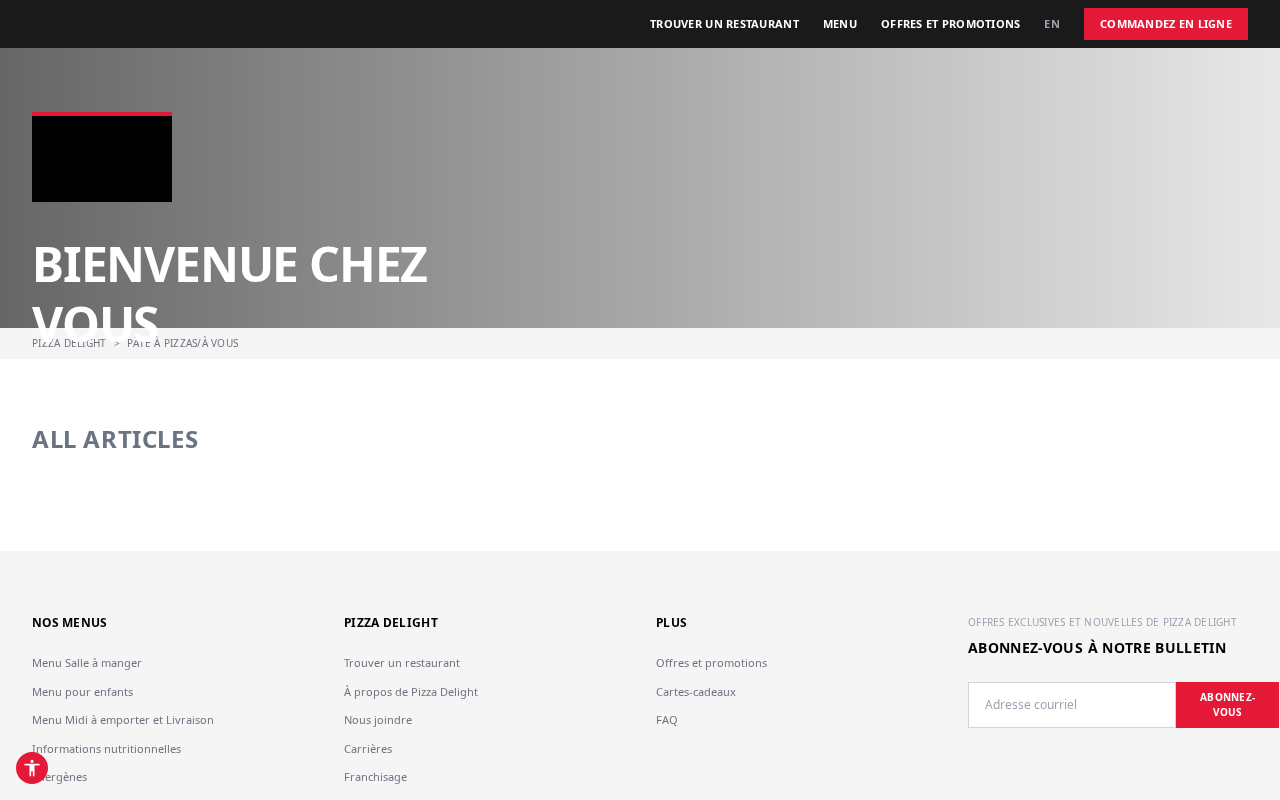 TROUVER UN RESTAURANT MENU OFFRES ET PROMOTIONS EN COMMANDEZ EN LIGNE
BIENVENUE CHEZ
VOUS
PIZZA DELIGHT > PÂTE À PIZZAS/À VOUS
ALL ARTICLES
NOS MENUS
Menu Salle à manger
Menu pour enfants
Menu Midi à emporter et Livraison
Informations nutritionnelles
PIZZA DELIGHT
Trouver un restaurant
À propos de Pizza Delight
Nous joindre
Carrières
Franchisage
PLUS
Offres et promotions
Cartes-cadeaux
FAQ
OFFRES EXCLUSIVES ET NOUVELLES DE PIZZA DELIGHT
ABONNEZ-VOUS À NOTRE BULLETIN
Adresse courriel
ABONNEZ-
VOUS